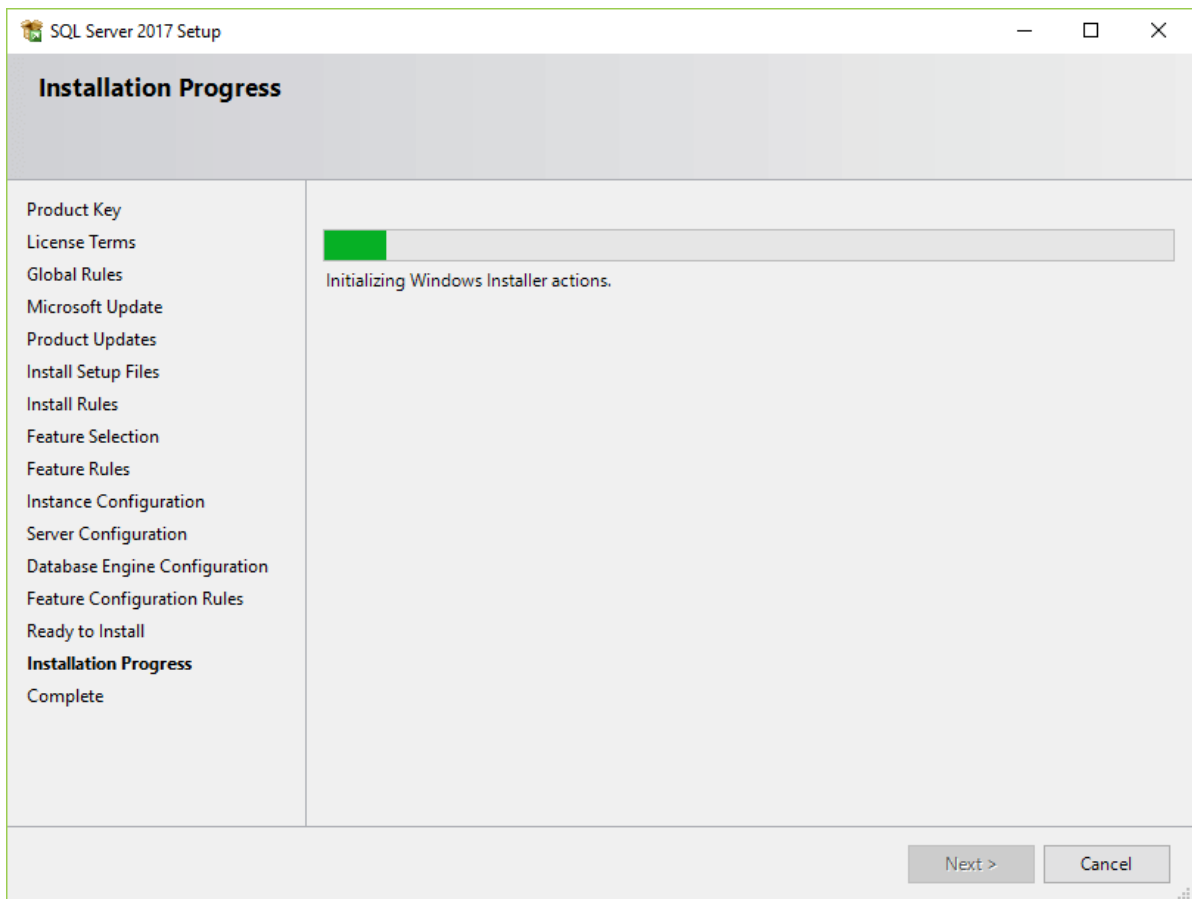 SQL Server 2017 Setup
Installation Progress
Product Key
License Terms
Global Rules
Microsoft Update
Product Updates
Install Setup Files
Install Rules
Feature Selection
Feature Rules
Instance Configuration
Server Configuration
Database Engine Configuration
Feature Configuration Rules
Ready to Install
Installation Progress
Complete
Initializing Windows Installer actions.
Next >
Cancel